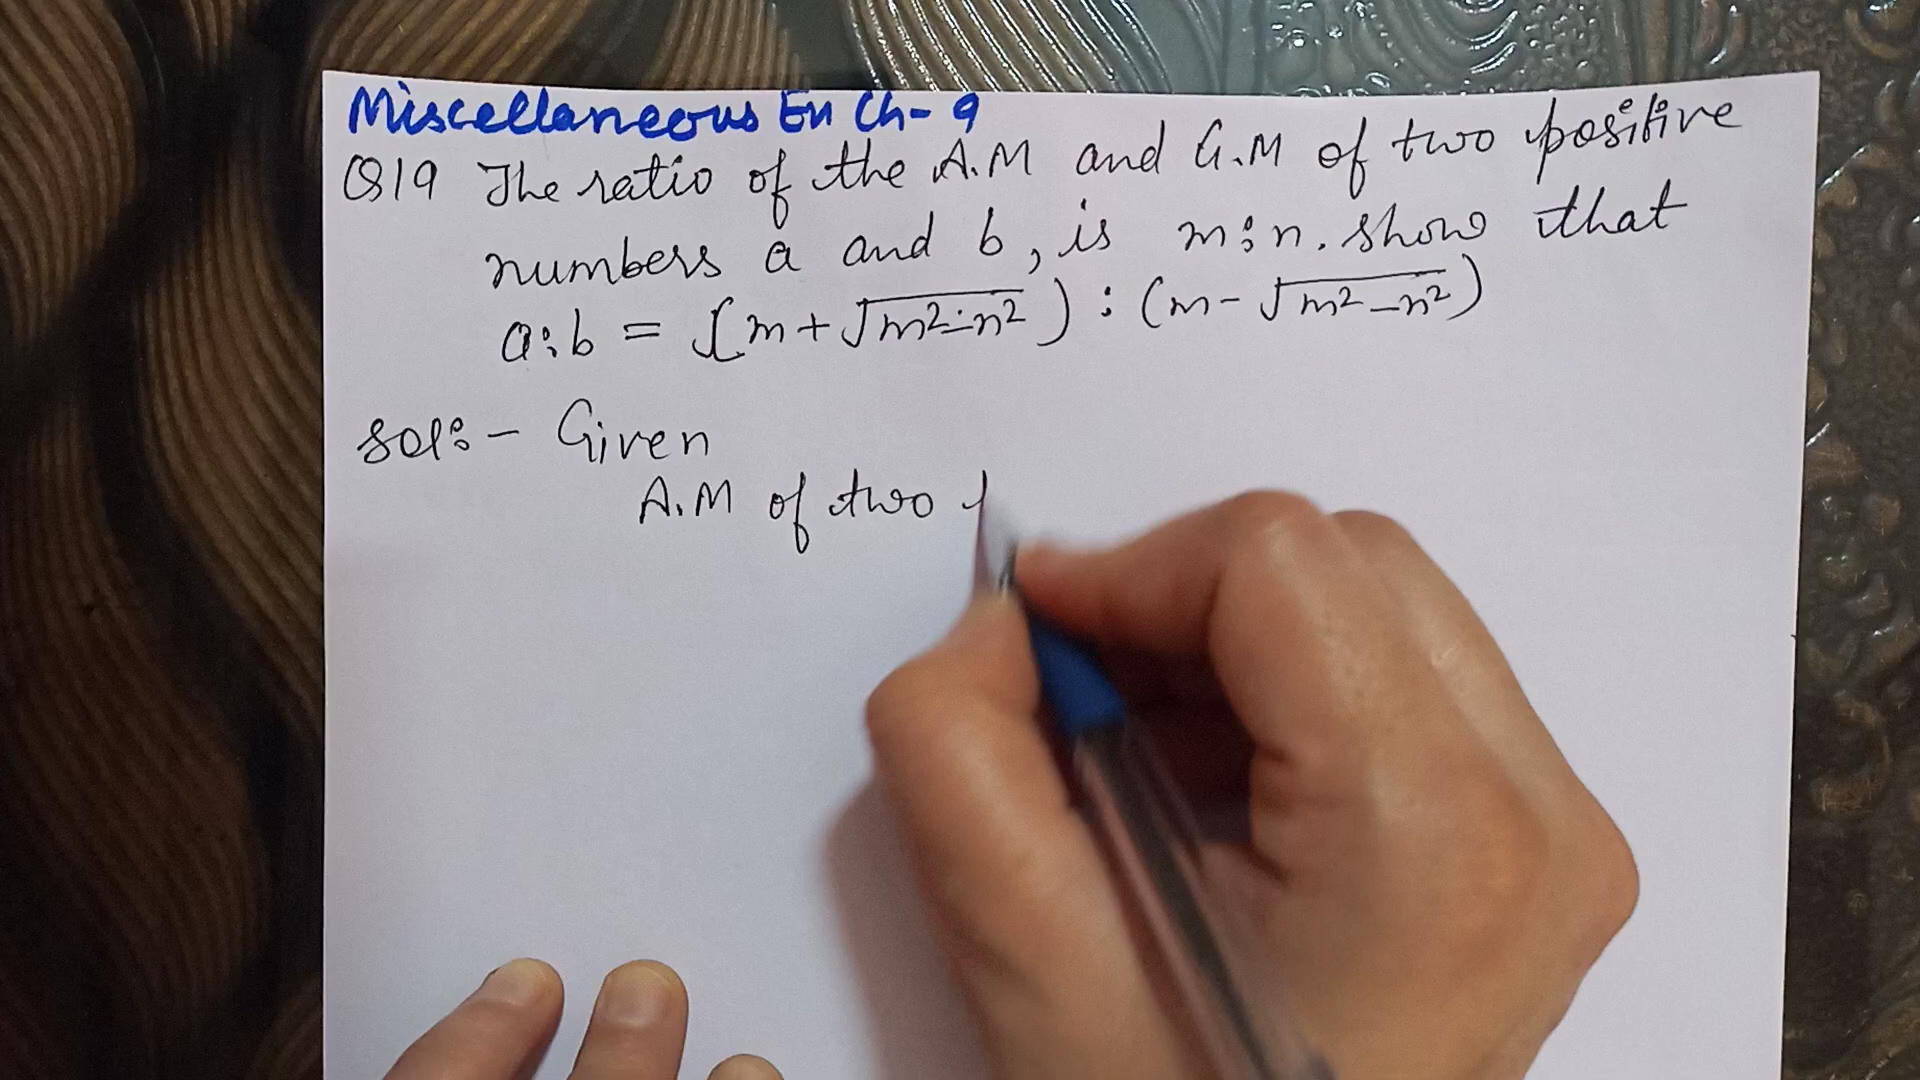 Miscellaneous Ex Ch-9
Q19 The ratio of the A.M and G.M of two positive
numbers a and b, is m:n. show that
a:b = (m+√m²-n²) : (m-√m²-n²)
sol:- Given
A.M of two